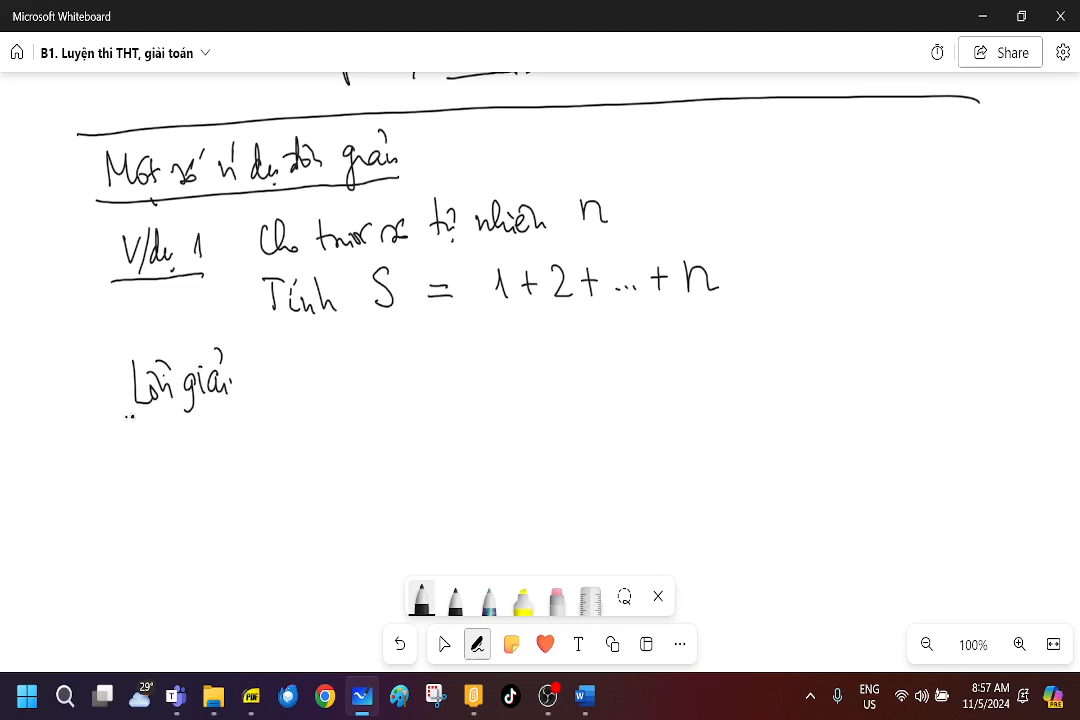 Microsoft Whiteboard
B1. Luyện thi THT, giải toán
Share
Một số ví dụ đơn giản
V/dụ 1 Cho trước số tự nhiên n
Tính S = 1+2+...+n
Lời giải
100%
29°
ENG
US
8:57 AM
11/5/2024
PRE